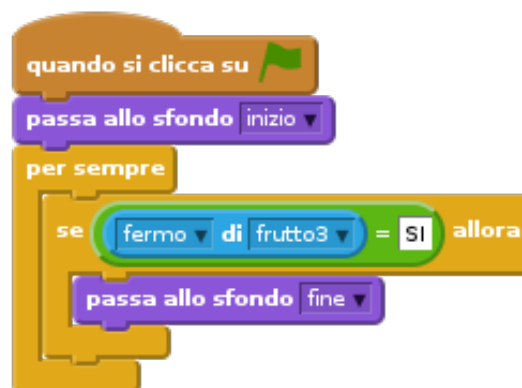 quando si clicca su
passa allo sfondo inizio
per sempre
se fermo di frutto3 = SI allora
passa allo sfondo fine